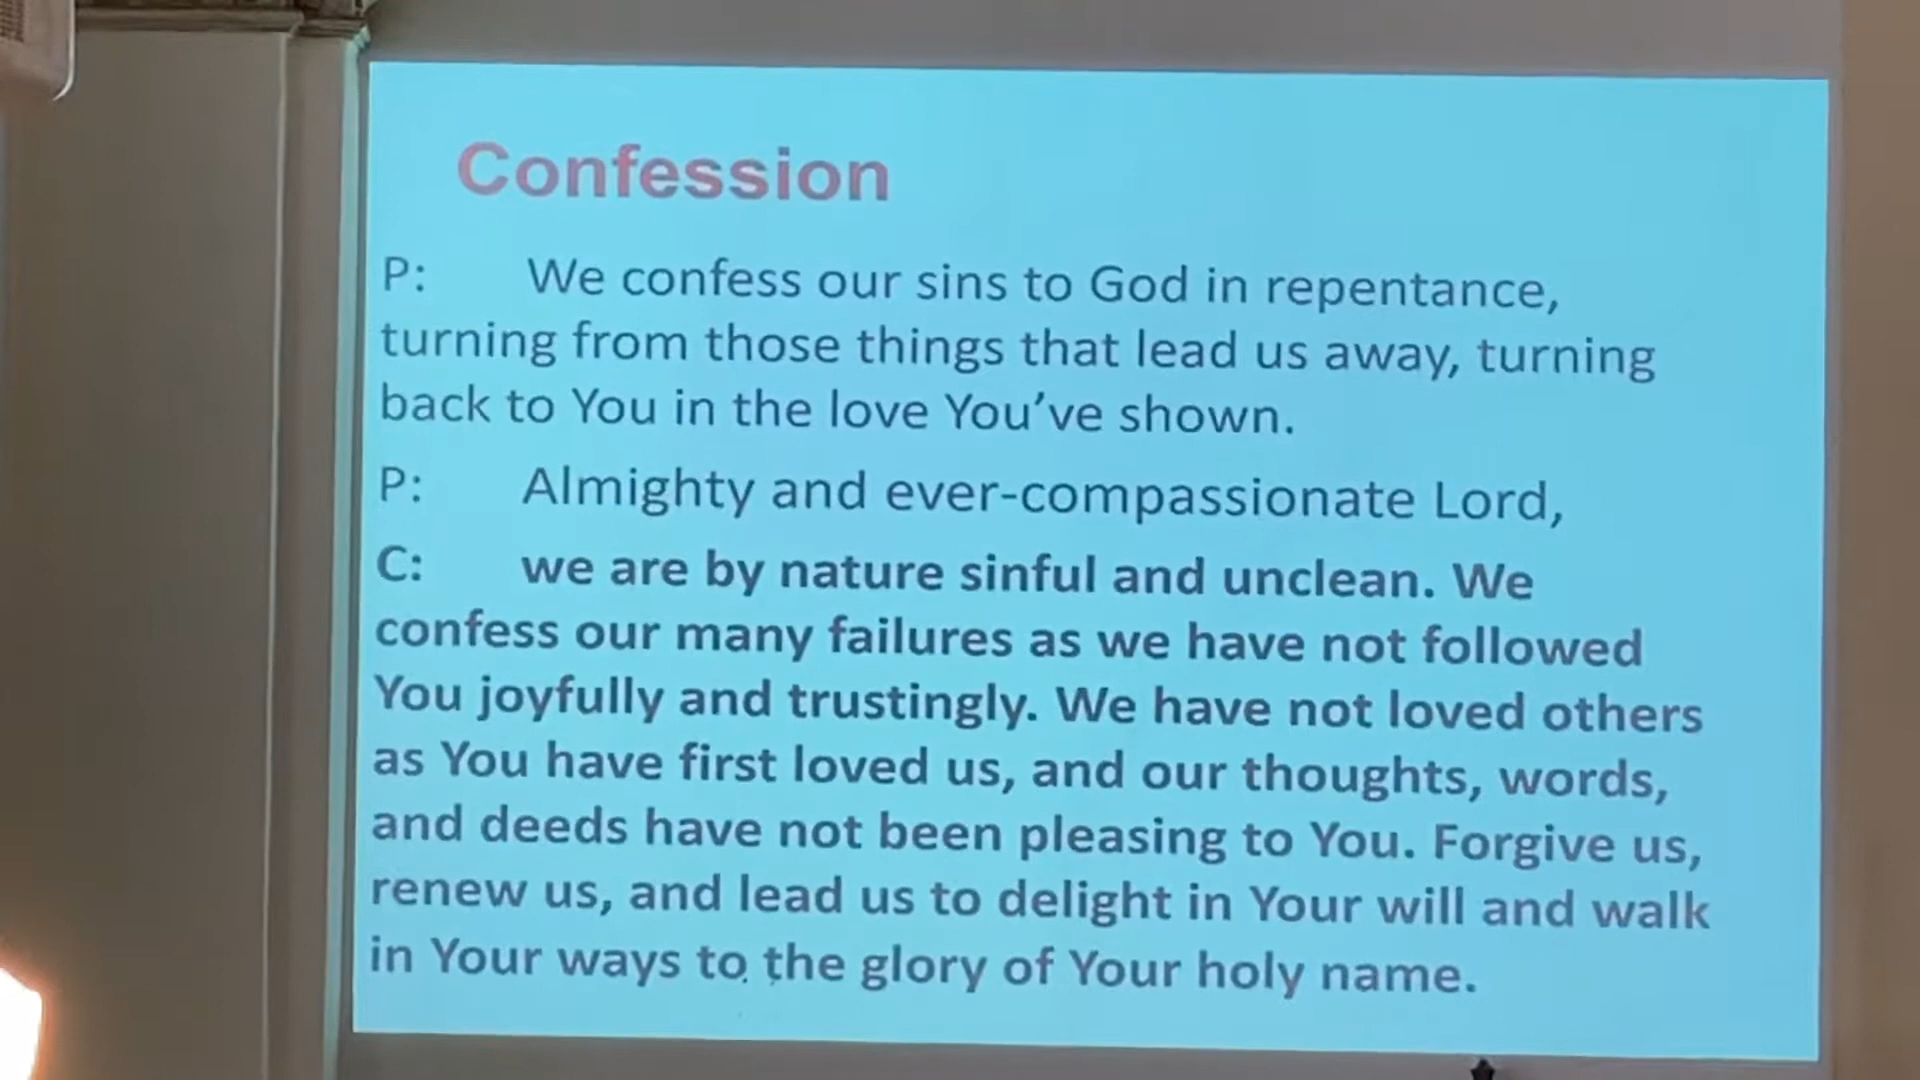 Confession
P: We confess our sins to God in repentance,
turning from those things that lead us away, turning
back to You in the love You've shown.
P: Almighty and ever-compassionate Lord,
C: we are by nature sinful and unclean. We
confess our many failures as we have not followed
You joyfully and trustingly. We have not loved others
as You have first loved us, and our thoughts, words,
and deeds have not been pleasing to You. Forgive us,
renew us, and lead us to delight in Your will and walk
in Your ways to the glory of Your holy name.